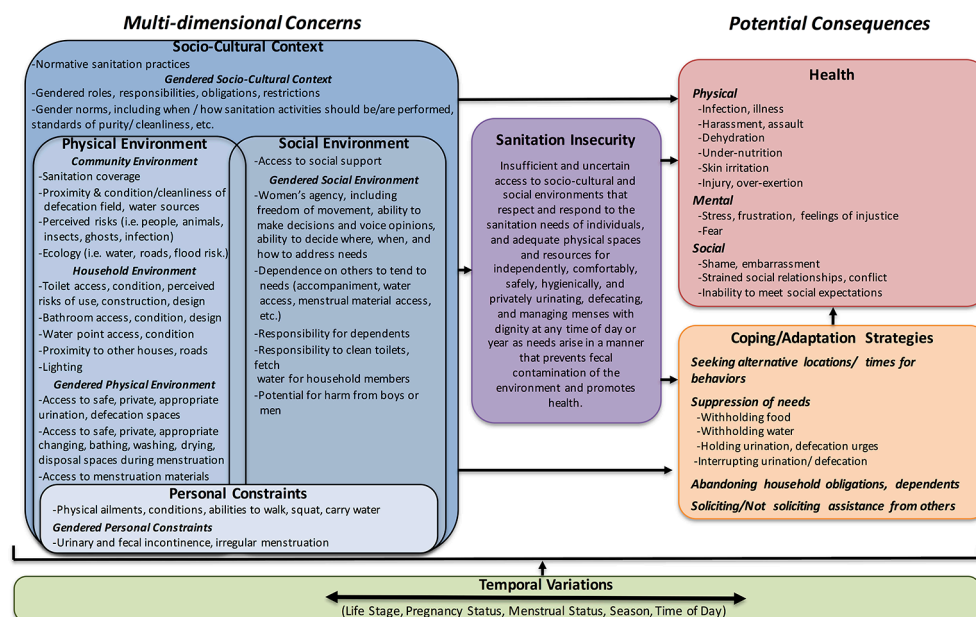 Multi-dimensional Concerns
Socio-Cultural Context
-Normative sanitation practices
Gendered Socio-Cultural Context
-Gendered roles, responsibilities, obligations, restrictions
-Gender norms, including when / how sanitation activities should be/are performed,
standards of purity/ cleanliness, etc.
Physical Environment
Community Environment
-Sanitation coverage
-Proximity & condition/cleanliness of
defecation field, water sources
-Perceived risks (i.e. people, animals,
insects, ghosts, infection)
-Ecology (i.e. water, roads, flood risk.)
Household Environment
-Toilet access, condition, perceived
risks of use, construction, design
-Bathroom access, condition, design
-Water point access, condition
-Proximity to other houses, roads
-Lighting
Gendered Physical Environment
-Access to safe, private, appropriate
urination, defecation spaces
-Access to safe, private, appropriate
changing, bathing, washing, drying,
disposal spaces during menstruation
-Access to menstruation materials
Social Environment
-Access to social support
Gendered Social Environment
-Women's agency, including
freedom of movement, ability to
make decisions and voice opinions,
ability to decide where, when, and
how to address needs
-Dependence on others to tend to
needs (accompaniment, water
access, menstrual material access,
etc.)
-Responsibility for dependents
-Responsibility to clean toilets,
fetch
water for household members
-Potential for harm from boys or
men
Personal Constraints
-Physical ailments, conditions, abilities to walk, squat, carry water
Gendered Personal Constraints
-Urinary and fecal incontinence, irregular menstruation
Sanitation Insecurity
Insufficient and uncertain
access to socio-cultural and
social environments that
respect and respond to the
sanitation needs of individuals,
and adequate physical spaces
and resources for
independently, comfortably,
safely, hygienically, and
privately urinating, defecating,
and managing menses with
dignity at any time of day or
year as needs arise in a manner
that prevents fecal
contamination of the
environment and promotes
health.
Potential Consequences
Health
Physical
-Infection, illness
-Harassment, assault
-Dehydration
-Under-nutrition
-Skin irritation
-Injury, over-exertion
Mental
-Stress, frustration, feelings of injustice
-Fear
Social
-Shame, embarrassment
-Strained social relationships, conflict
-Inability to meet social expectations
Coping/Adaptation Strategies
Seeking alternative locations/ times for
behaviors
Suppression of needs
-Withholding food
-Withholding water
-Holding urination, defecation urges
-Interrupting urination/ defecation
Abandoning household obligations, dependents
Soliciting/Not soliciting assistance from others
Temporal Variations
(Life Stage, Pregnancy Status, Menstrual Status, Season, Time of Day)